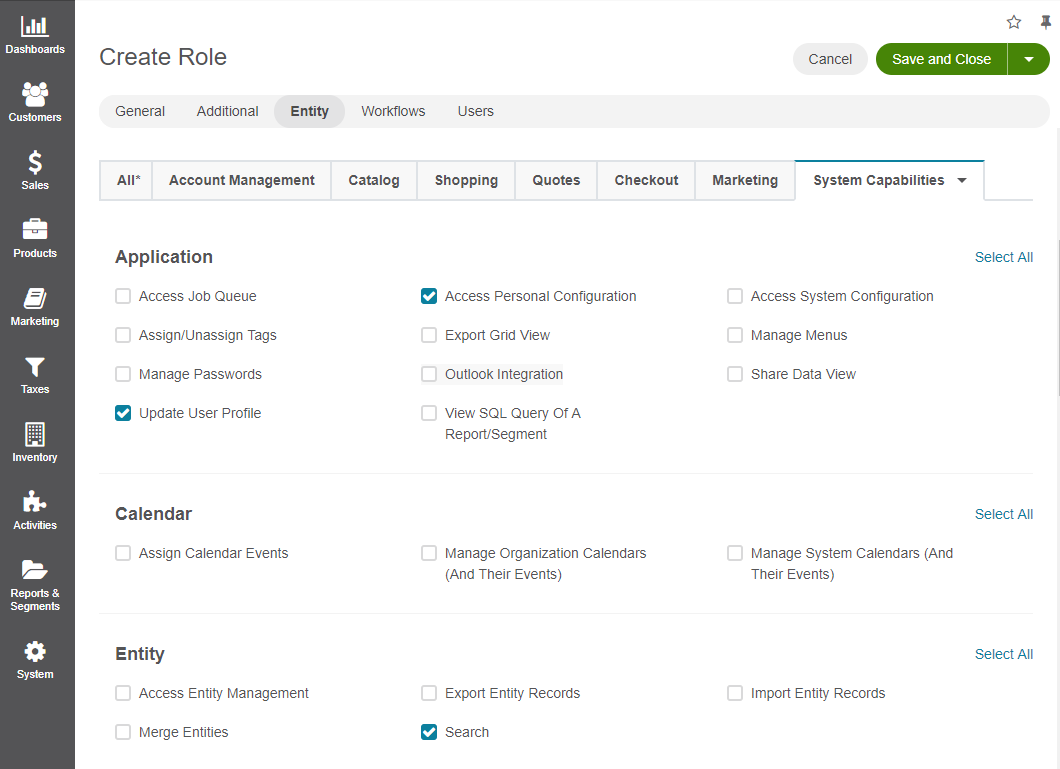 Dashboards
Customers
Sales
Products
Marketing
Taxes
Inventory
Activities
Reports &
Segments
System
Create Role
Cancel
Save and Close
General Additional Entity Workflows Users
All* Account Management Catalog Shopping Quotes Checkout Marketing System Capabilities
Application Select All
Access Job Queue Access Personal Configuration Access System Configuration
Assign/Unassign Tags Export Grid View Manage Menus
Manage Passwords Outlook Integration Share Data View
Update User Profile View SQL Query Of A
Report/Segment
Calendar Select All
Assign Calendar Events Manage Organization Calendars Manage System Calendars (And
(And Their Events) Their Events)
Entity Select All
Access Entity Management Export Entity Records Import Entity Records
Merge Entities Search